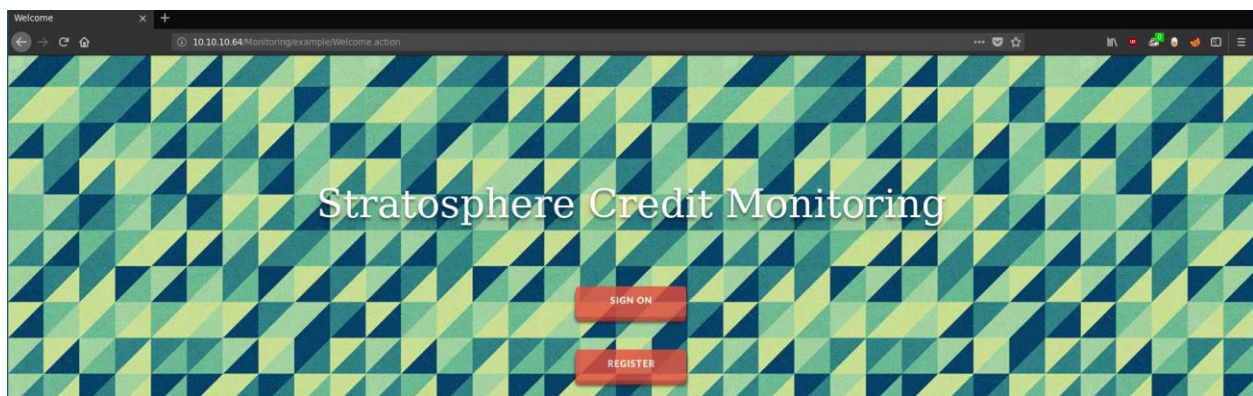 Welcome
10.10.10.64/Monitoring/example/Welcome.action
Stratosphere Credit Monitoring
SIGN ON
REGISTER